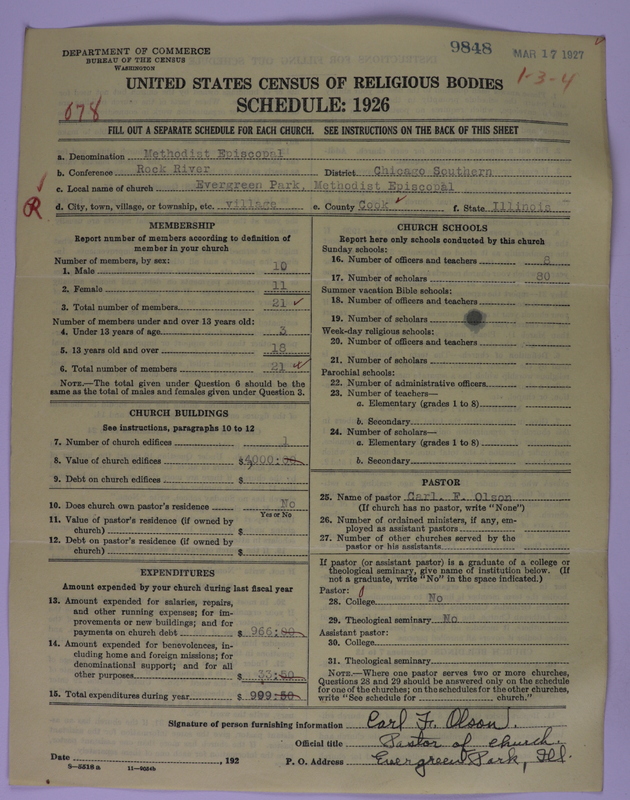 DEPARTMENT OF COMMERCE
BUREAU OF THE CENSUS
WASHINGTON
9848
MAR 17 1927
1-3-4
UNITED STATES CENSUS OF RELIGIOUS BODIES
SCHEDULE: 1926
678
FILL OUT A SEPARATE SCHEDULE FOR EACH CHURCH. SEE INSTRUCTIONS ON THE BACK OF THIS SHEET
a. Denomination Methodist Episcopal
b. Conference Rock River District Chicago Southern
c. Local name of church Evergreen Park, Methodist Episcopal
R
d. City, town, village, or township, etc. village e. County Cook f. State Illinois
MEMBERSHIP
Report number of members according to definition of
member in your church
Number of members, by sex:
1. Male 10
2. Female 11
3. Total number of members 21
Number of members under and over 13 years old:
4. Under 13 years of age 3
5. 13 years old and over 18
6. Total number of members 21
NOTE.—The total given under Question 6 should be
same as the total of males and females given under Question 3.
CHURCH BUILDINGS
See instructions, paragraphs 10 to 12
7. Number of church edifices 1
8. Value of church edifices $4000:00
9. Debt on church edifices $
10. Does church own pastor's residence No
Yes or No
11. Value of pastor's residence (if owned by
church) $
12. Debt on pastor's residence (if owned by
church) $
EXPENDITURES
Amount expended by your church during last fiscal year
13. Amount expended for salaries, repairs,
and other running expenses; for im-
provements or new buildings; and for
payments on church debt $ 966:80
14. Amount expended for benevolences, in-
cluding home and foreign missions; for
denominational support; and for all
other purposes $ 33:50
15. Total expenditures during year $ 999:50
CHURCH SCHOOLS
Report here only schools conducted by this church
Sunday schools:
16. Number of officers and teachers 8
17. Number of scholars 80
Summer vacation Bible schools:
18. Number of officers and teachers
19. Number of scholars
Week-day religious schools:
20. Number of officers and teachers
21. Number of scholars
Parochial schools:
22. Number of administrative officers
23. Number of teachers—
a. Elementary (grades 1 to 8)
b. Secondary
24. Number of scholars—
a. Elementary (grades 1 to 8)
b. Secondary
PASTOR
25. Name of pastor Carl. F. Olson
(If church has no pastor, write "None")
26. Number of ordained ministers, if any, em-
ployed as assistant pastors
27. Number of other churches served by the
pastor or his assistants
If pastor (or assistant pastor) is a graduate of a college or
theological seminary, give name of institution below. (If
not a graduate, write "No" in the space indicated.)
Pastor:
28. College No
29. Theological seminary No
Assistant pastor:
30. College
31. Theological seminary
NOTE.—Where one pastor serves two or more churches,
Questions 28 and 29 should be answered only on the schedule
for one of the churches; on the schedules for the other churches,
write "See schedule for church."
Signature of person furnishing information Carl F. Olson.
Official title Pastor of church.
Date , 192 P. O. Address Evergreen Park, Ill.
8—5518 a 11—9024b